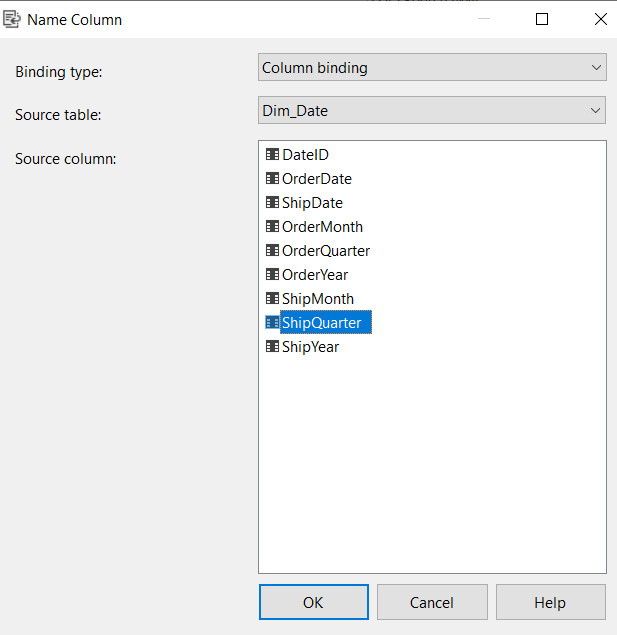 Name Column
Binding type:
Column binding
Source table:
Dim_Date
Source column:
DateID
OrderDate
ShipDate
OrderMonth
OrderQuarter
OrderYear
ShipMonth
ShipQuarter
ShipYear
OK
Cancel
Help